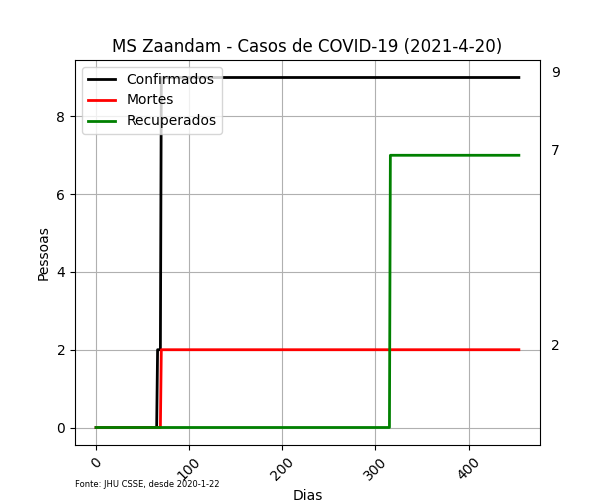 MS Zaandam - Casos de COVID-19 (2021-4-20)
Confirmados
Mortes
Recuperados
9
7
2
8
6
4
2
0
Pessoas
0
100
200
300
400
Fonte: JHU CSSE, desde 2020-1-22
Dias